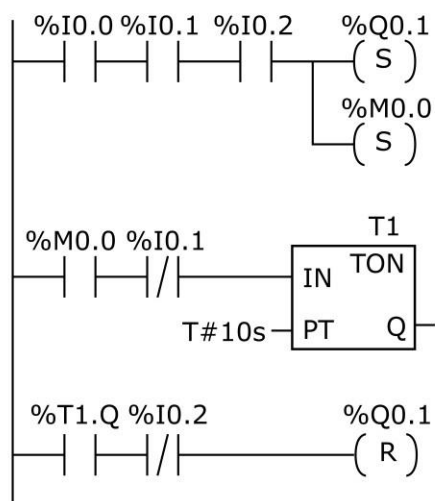 %I0.0 %I0.1 %I0.2 %Q0.1
S
%M0.0
S
T1
%M0.0 %I0.1 TON
IN
T#10s PT Q
%T1.Q %I0.2 %Q0.1
R